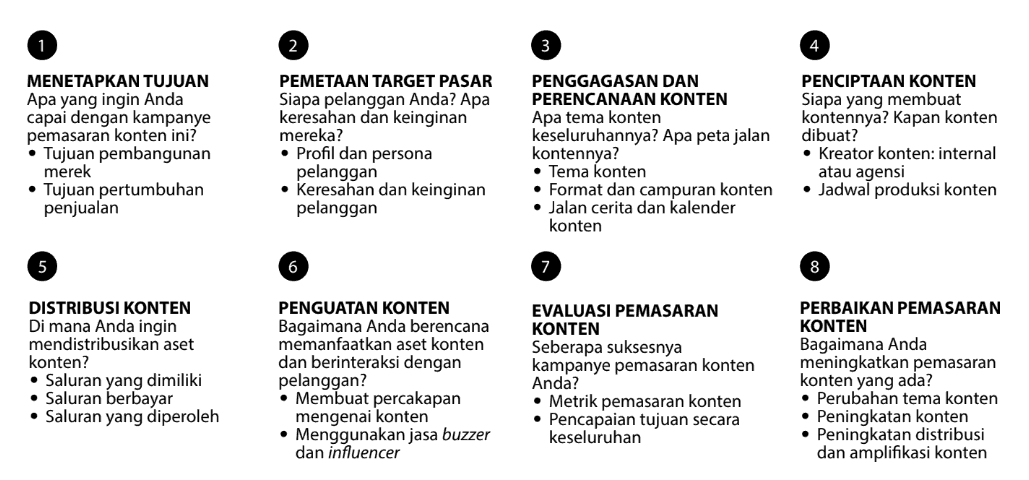 1
MENETAPKAN TUJUAN
Apa yang ingin Anda
capai dengan kampanye
pemasaran konten ini?
• Tujuan pembangunan
merek
• Tujuan pertumbuhan
penjualan
2
PEMETAAN TARGET PASAR
Siapa pelanggan Anda? Apa
keresahan dan keinginan
mereka?
• Profil dan persona
pelanggan
• Keresahan dan keinginan
pelanggan
3
PENGGAGASAN DAN
PERENCANAAN KONTEN
Apa tema konten
keseluruhannya? Apa peta jalan
kontennya?
• Tema konten
• Format dan campuran konten
• Jalan cerita dan kalender
konten
4
PENCIPTAAN KONTEN
Siapa yang membuat
kontennya? Kapan konten
dibuat?
• Kreator konten: internal
atau agensi
• Jadwal produksi konten
5
DISTRIBUSI KONTEN
Di mana Anda ingin
mendistribusikan aset
konten?
• Saluran yang dimiliki
• Saluran berbayar
• Saluran yang diperoleh
6
PENGUATAN KONTEN
Bagaimana Anda berencana
memanfaatkan aset konten
dan berinteraksi dengan
pelanggan?
• Membuat percakapan
mengenai konten
• Menggunakan jasa buzzer
dan influencer
7
EVALUASI PEMASARAN
KONTEN
Seberapa suksesnya
kampanye pemasaran konten
Anda?
• Metrik pemasaran konten
• Pencapaian tujuan secara
keseluruhan
8
PERBAIKAN PEMASARAN
KONTEN
Bagaimana Anda
meningkatkan pemasaran
konten yang ada?
• Perubahan tema konten
• Peningkatan konten
• Peningkatan distribusi
dan amplifikasi konten